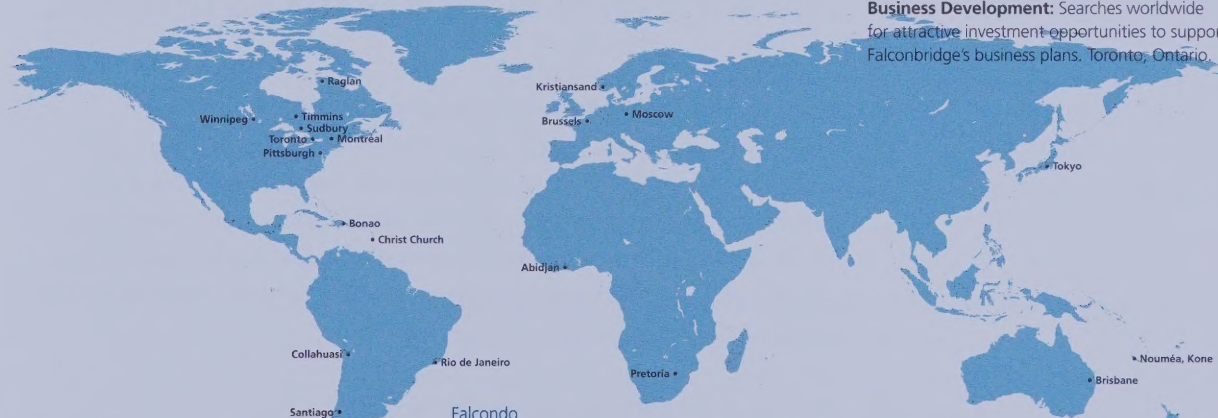 Business Development: Searches worldwide
for attractive investment opportunities to suppor
Falconbridge's business plans. Toronto, Ontario.
Raglan
Kristiansand
Winnipeg
Timmins
Moscow
Brussels
Sudbury
Toronto
Montréal
Pittsburgh
Tokyo
Bonao
Christ Church
Abidjan
Collahuasi
Rio de Janeiro
Nouméa, Kone
Pretoria
Brisbane
Santiago
Falcondo